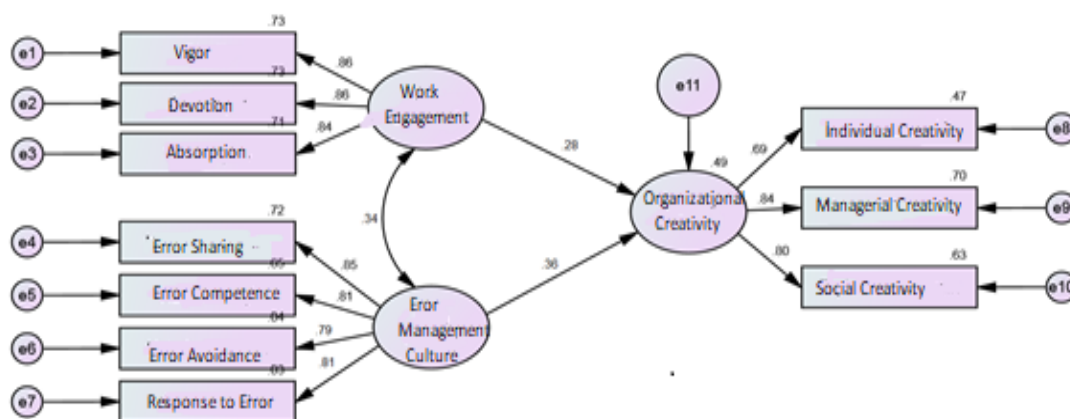 .73
e1
Vigor
.86
.73
e2
Devotion
.86
Work
Engagement
.71
e3
Absorption
.84
e11
.47
Individual Creativity
e8
.69
.28
.49
Organizational
Creativity
.84
.70
Managerial Creativity
e9
.34
.80
.63
Social Creativity
e10
.72
e4
Error Sharing
.85
.36
e5
Error Competence
.81
Eror
Management
Culture
e6
Error Avoidance
.79
e7
Response to Error
.81